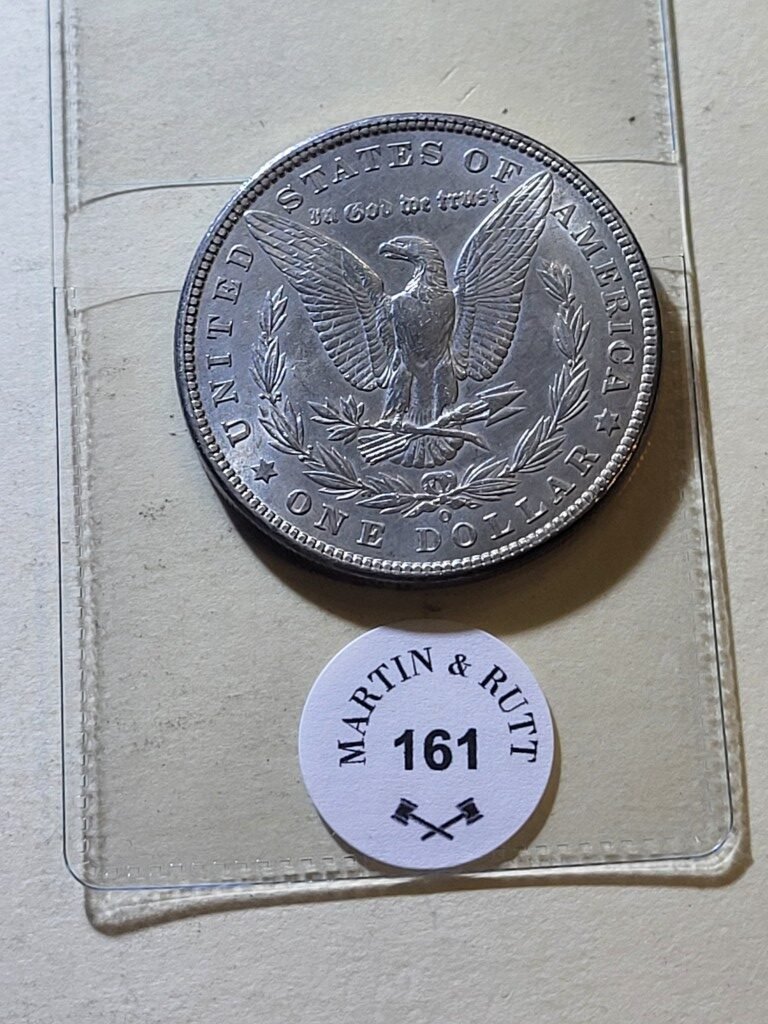 UNITED STATES OF AMERICA
In God we trust
O
ONE DOLLAR
MARTIN & RUTT
161